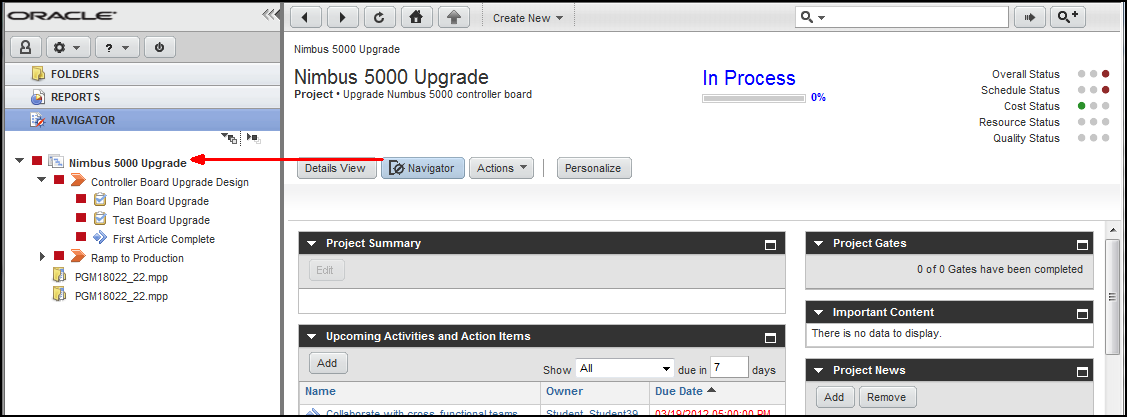 ORACLE
Create New
?
FOLDERS
REPORTS
NAVIGATOR
Nimbus 5000 Upgrade
Controller Board Upgrade Design
Plan Board Upgrade
Test Board Upgrade
First Article Complete
Ramp to Production
PGM18022_22.mpp
PGM18022_22.mpp
Nimbus 5000 Upgrade
Nimbus 5000 Upgrade
Project • Upgrade Numbus 5000 controller board
In Process
0%
Overall Status
Schedule Status
Cost Status
Resource Status
Quality Status
Details View Navigator Actions Personalize
Project Summary
Edit
Upcoming Activities and Action Items
Add
Show All due in 7 days
Name Owner Due Date
Collaborate with cross-functional teams Student, Student39 03/19/2012 05:00:00 PM
Project Gates
0 of 0 Gates have been completed
Important Content
There is no data to display.
Project News
Add Remove